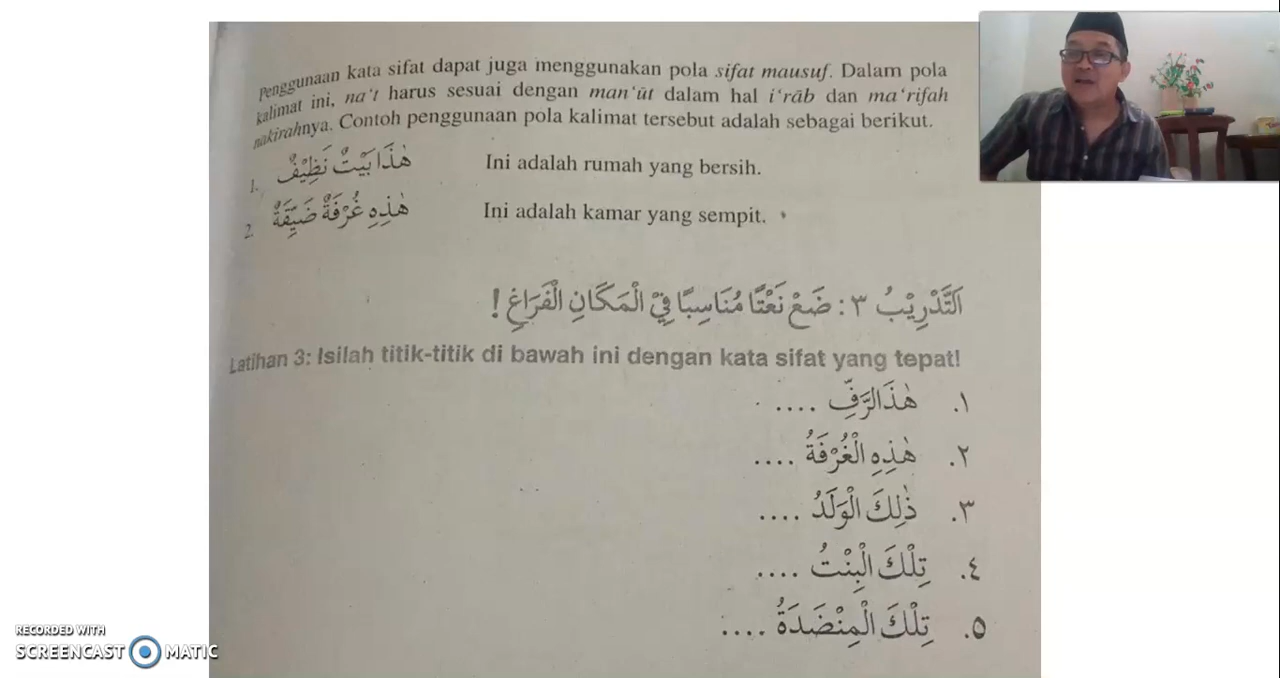 Penggunaan kata sifat dapat juga menggunakan pola sifat mausuf. Dalam pola
kalimat ini, na't harus sesuai dengan man'ūt dalam hal i'rāb dan ma'rifah
nakirahnya. Contoh penggunaan pola kalimat tersebut adalah sebagai berikut.
1. هٰذَا بَيْتٌ نَظِيْفٌ Ini adalah rumah yang bersih.
2. هٰذِهِ غُرْفَةٌ ضَيِّقَةٌ Ini adalah kamar yang sempit.
اَلتَّدْرِيْبُ ٣ : ضَعْ نَعْتًا مُنَاسِبًا فِيْ الْمَكَانِ الْفَرَاغِ !
Latihan 3: Isilah titik-titik di bawah ini dengan kata sifat yang tepat!
١. هٰذَا الرَّفِّ ....
٢. هٰذِهِ الْغُرْفَةُ ....
٣. ذٰلِكَ الْوَلَدُ ....
٤. تِلْكَ الْبِنْتُ ....
٥. تِلْكَ الْمِنْضَدَةُ ....
RECORDED WITH
SCREENCAST MATIC